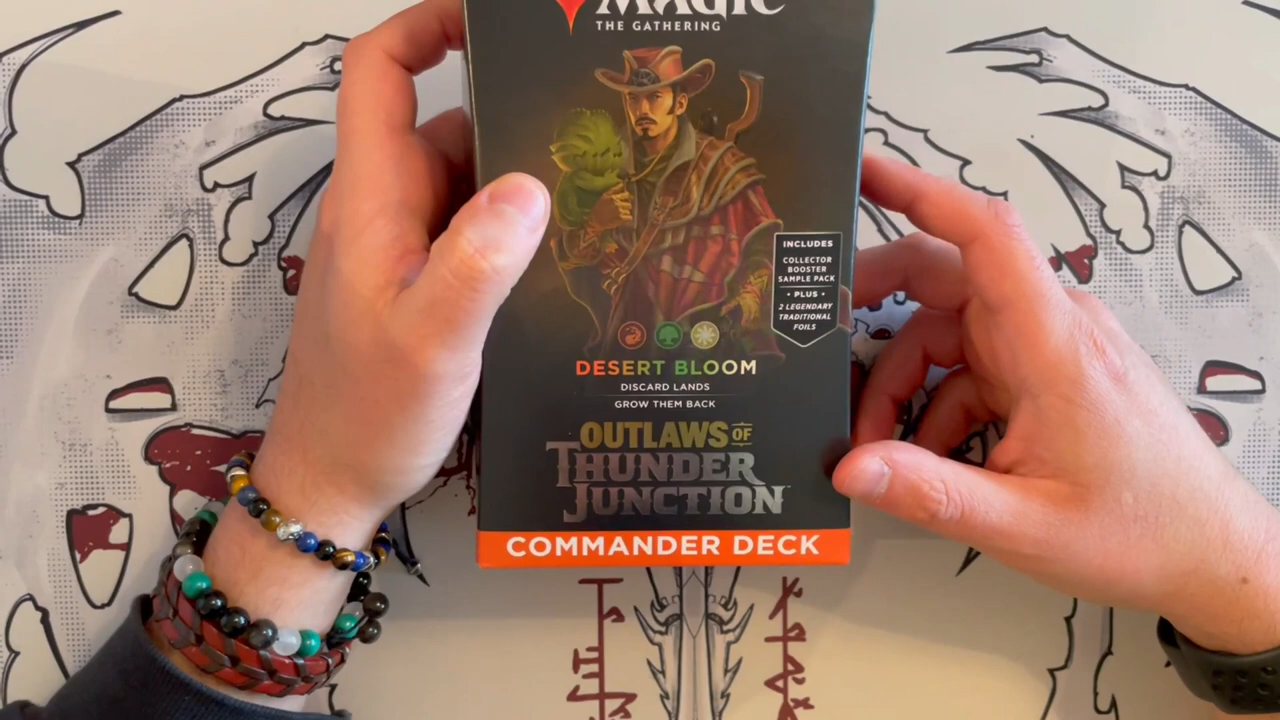 MAGIC
THE GATHERING
INCLUDES
COLLECTOR
BOOSTER
SAMPLE PACK
• PLUS •
2 LEGENDARY
TRADITIONAL
FOILS
DESERT BLOOM
DISCARD LANDS
GROW THEM BACK
OUTLAWS OF
THUNDER
JUNCTION
COMMANDER DECK